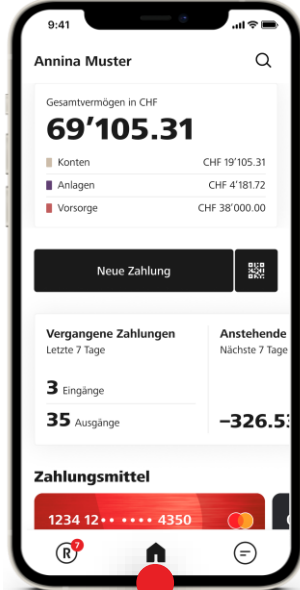 9:41
Annina Muster
Gesamtvermögen in CHF
69’105.31
Konten CHF 19’105.31
Anlagen CHF 4’181.72
Vorsorge CHF 38’000.00
Neue Zahlung
Vergangene Zahlungen
Letzte 7 Tage
3 Eingänge
35 Ausgänge
Anstehende
Nächste 7 Tage
−326.53
Zahlungsmittel
1234 12•• •••• 4350
R 7